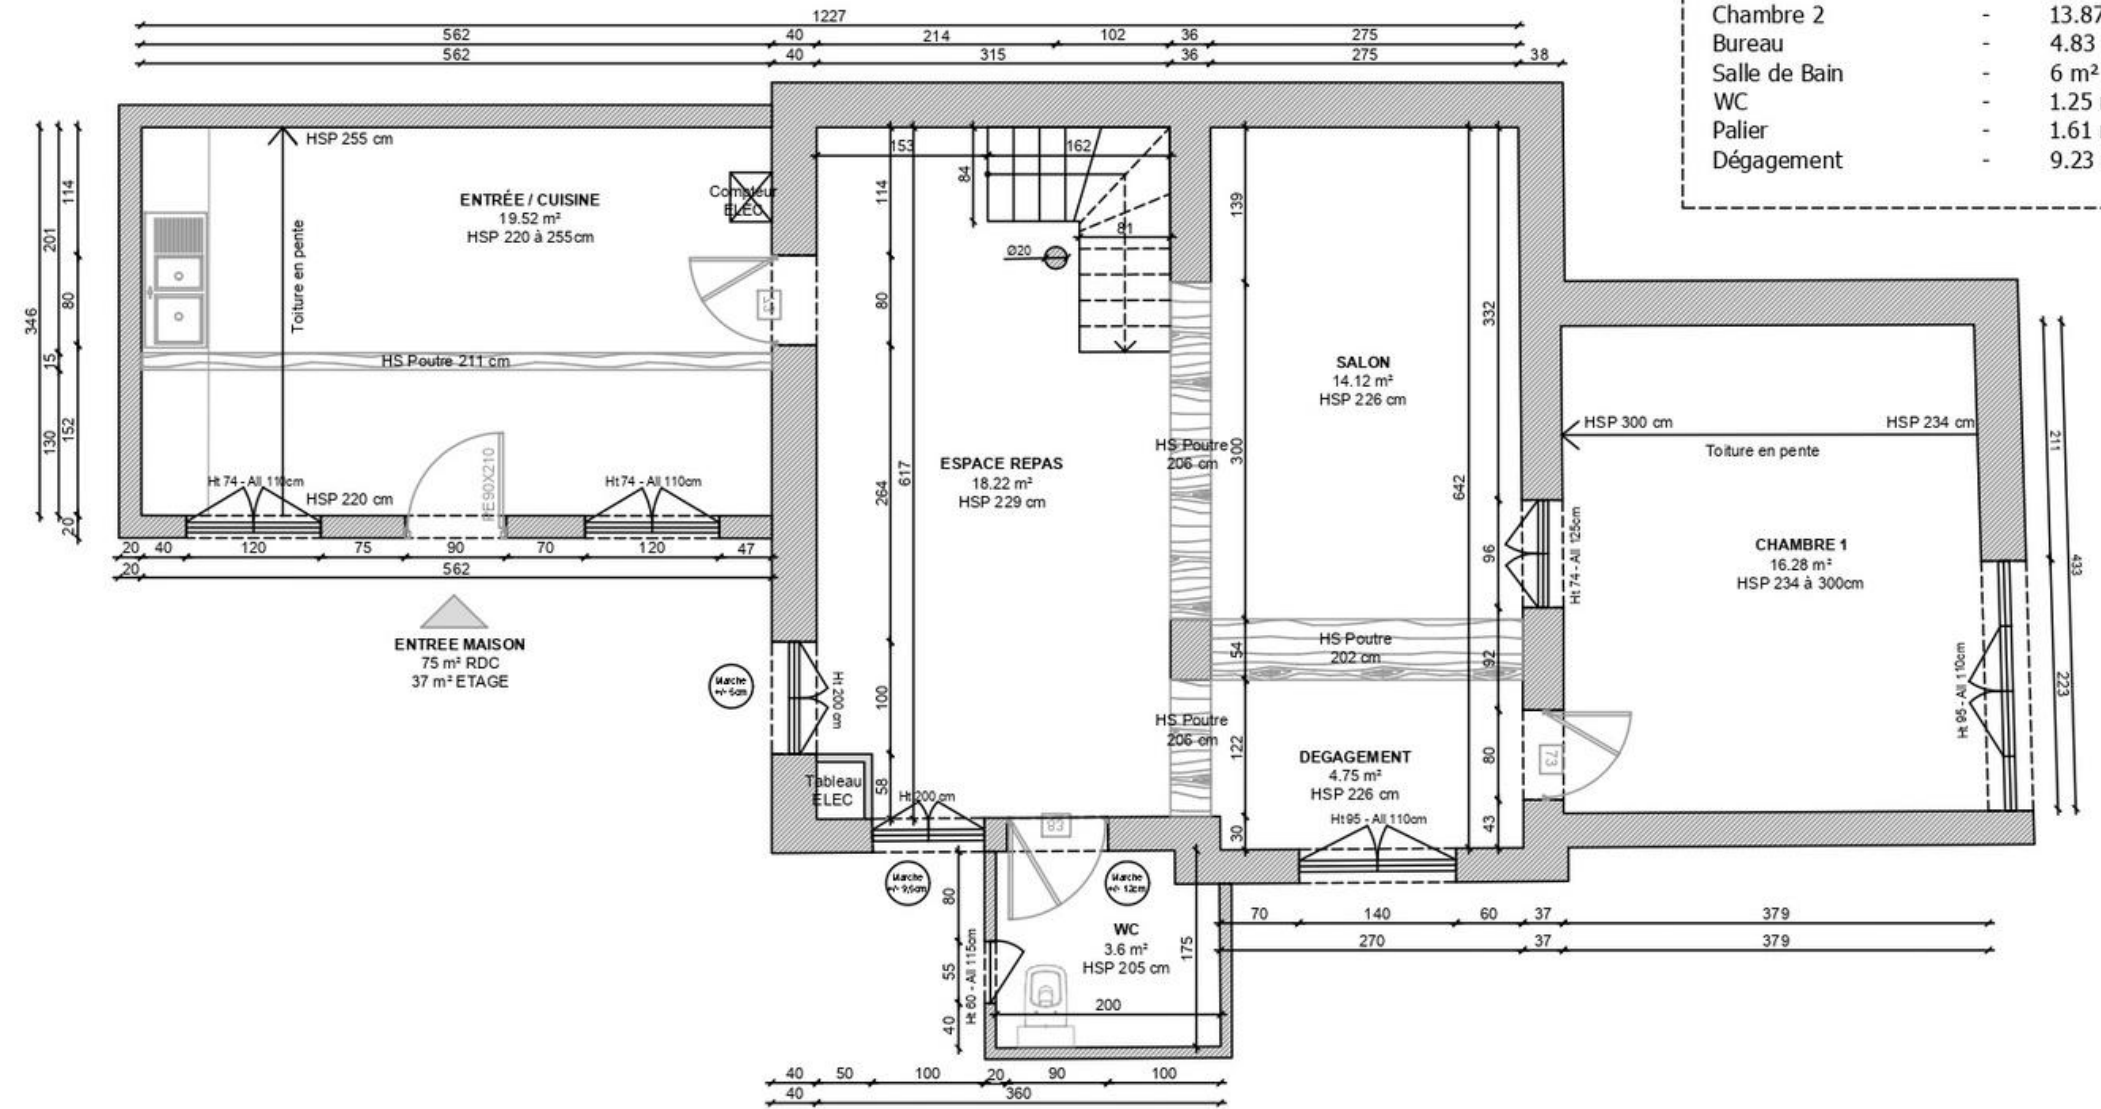 1227
562 40 214 102 36 275
562 40 315 36 275 38
Chambre 2 - 13.87
Bureau - 4.83
Salle de Bain - 6 m²
WC - 1.25
Palier - 1.61
Dégagement - 9.23
HSP 255 cm
ENTRÉE / CUISINE
19.52 m²
HSP 220 à 255cm
Compteur
ELEC
Toiture en pente
HS Poutre 211 cm
Ht 74 - All 110cm
HSP 220 cm
PE90X210
Ht 74 - All 110cm
73
346
201
15
130
114
80
152
20
20 40 120 75 90 70 120 47
20 562
ENTREE MAISON
75 m² RDC
37 m² ETAGE
153 162
84
81
Ø20
114
80
264
617
100
58
ESPACE REPAS
18.22 m²
HSP 229 cm
Marche
+/- 5cm
Ht 200 cm
Tableau
ELEC
Ht 200 cm
HS Poutre
206 cm
HS Poutre
206 cm
139
300
54
122
30
SALON
14.12 m²
HSP 226 cm
HS Poutre
202 cm
DEGAGEMENT
4.75 m²
HSP 226 cm
Ht95 - All 110cm
332
642
96
92
80
43
Ht 74 - All 125cm
73
HSP 300 cm HSP 234 cm
Toiture en pente
CHAMBRE 1
16.28 m²
HSP 234 à 300cm
Ht 95 - All 110cm
211
433
223
83
Marche
+/- 9,5cm
Marche
+/- 12cm
WC
3.6 m²
HSP 205 cm
80
55
40
Ht 60 - All 115cm
175
200
70 140 60 37 379
270 37 379
40 50 100 20 90 100
40 360